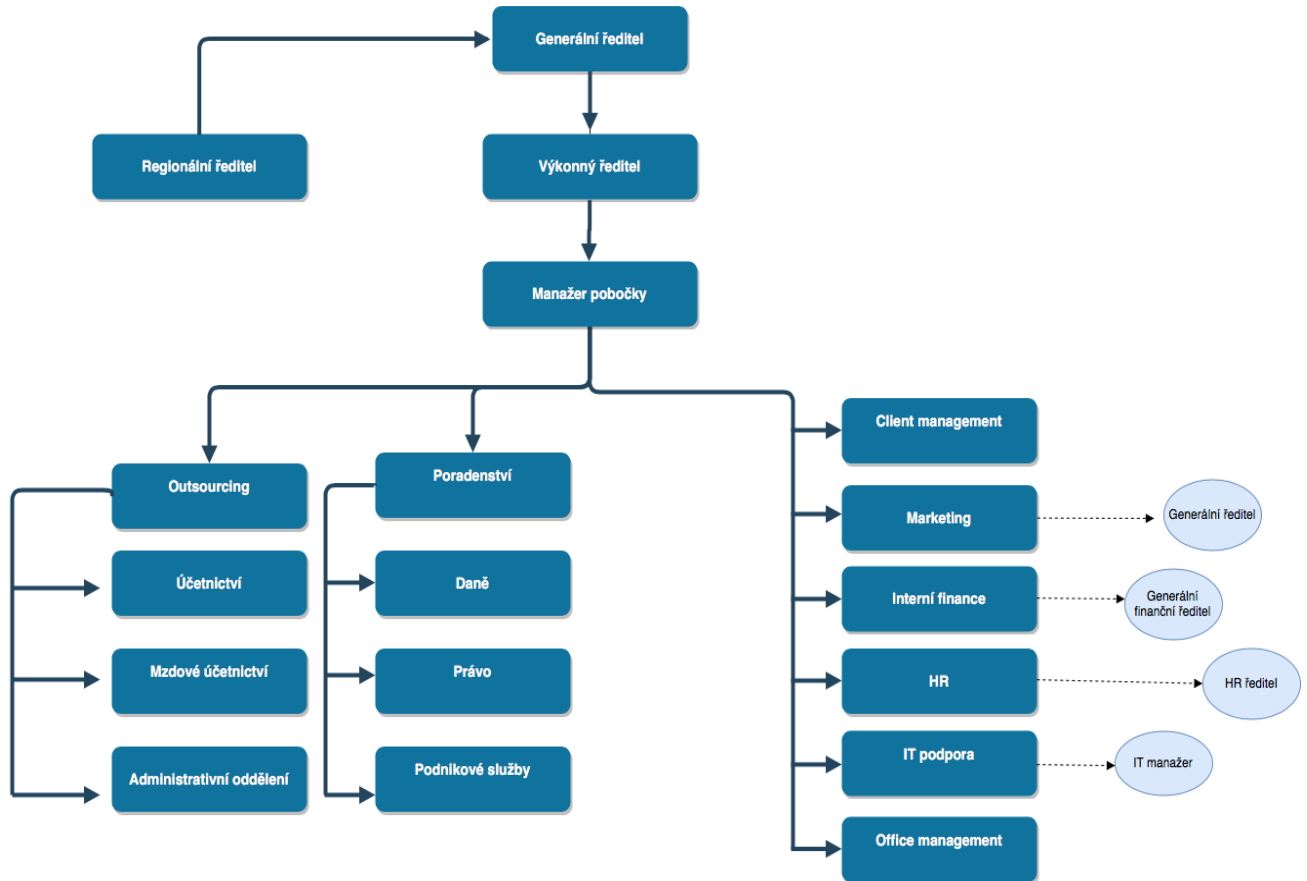 Generální ředitel
Regionální ředitel
Výkonný ředitel
Manažer pobočky
Outsourcing
Účetnictví
Mzdové účetnictví
Administrativní oddělení
Poradenství
Daně
Právo
Podnikové služby
Client management
Marketing
Generální ředitel
Interní finance
Generální
finanční ředitel
HR
HR ředitel
IT podpora
IT manažer
Office management